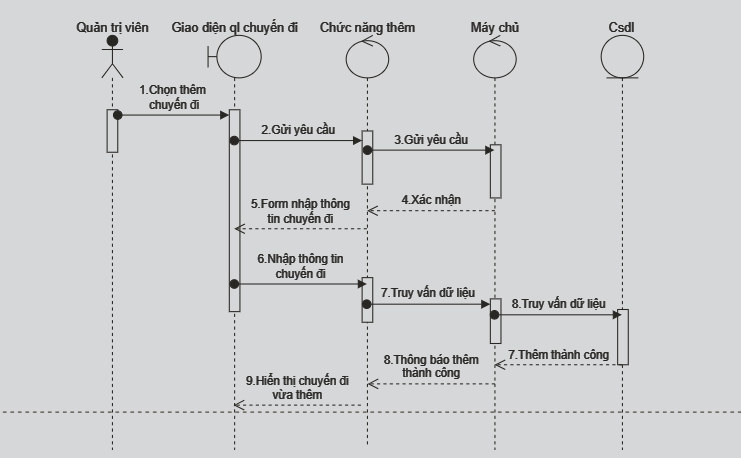 Quản trị viên
Giao diện ql chuyến đi
Chức năng thêm
Máy chủ
Csdl
1.Chọn thêm
chuyến đi
2.Gửi yêu cầu
3.Gửi yêu cầu
4.Xác nhận
5.Form nhập thông
tin chuyến đi
6.Nhập thông tin
chuyến đi
7.Truy vấn dữ liệu
8.Truy vấn dữ liệu
7.Thêm thành công
8.Thông báo thêm
thành công
9.Hiển thị chuyến đi
vừa thêm